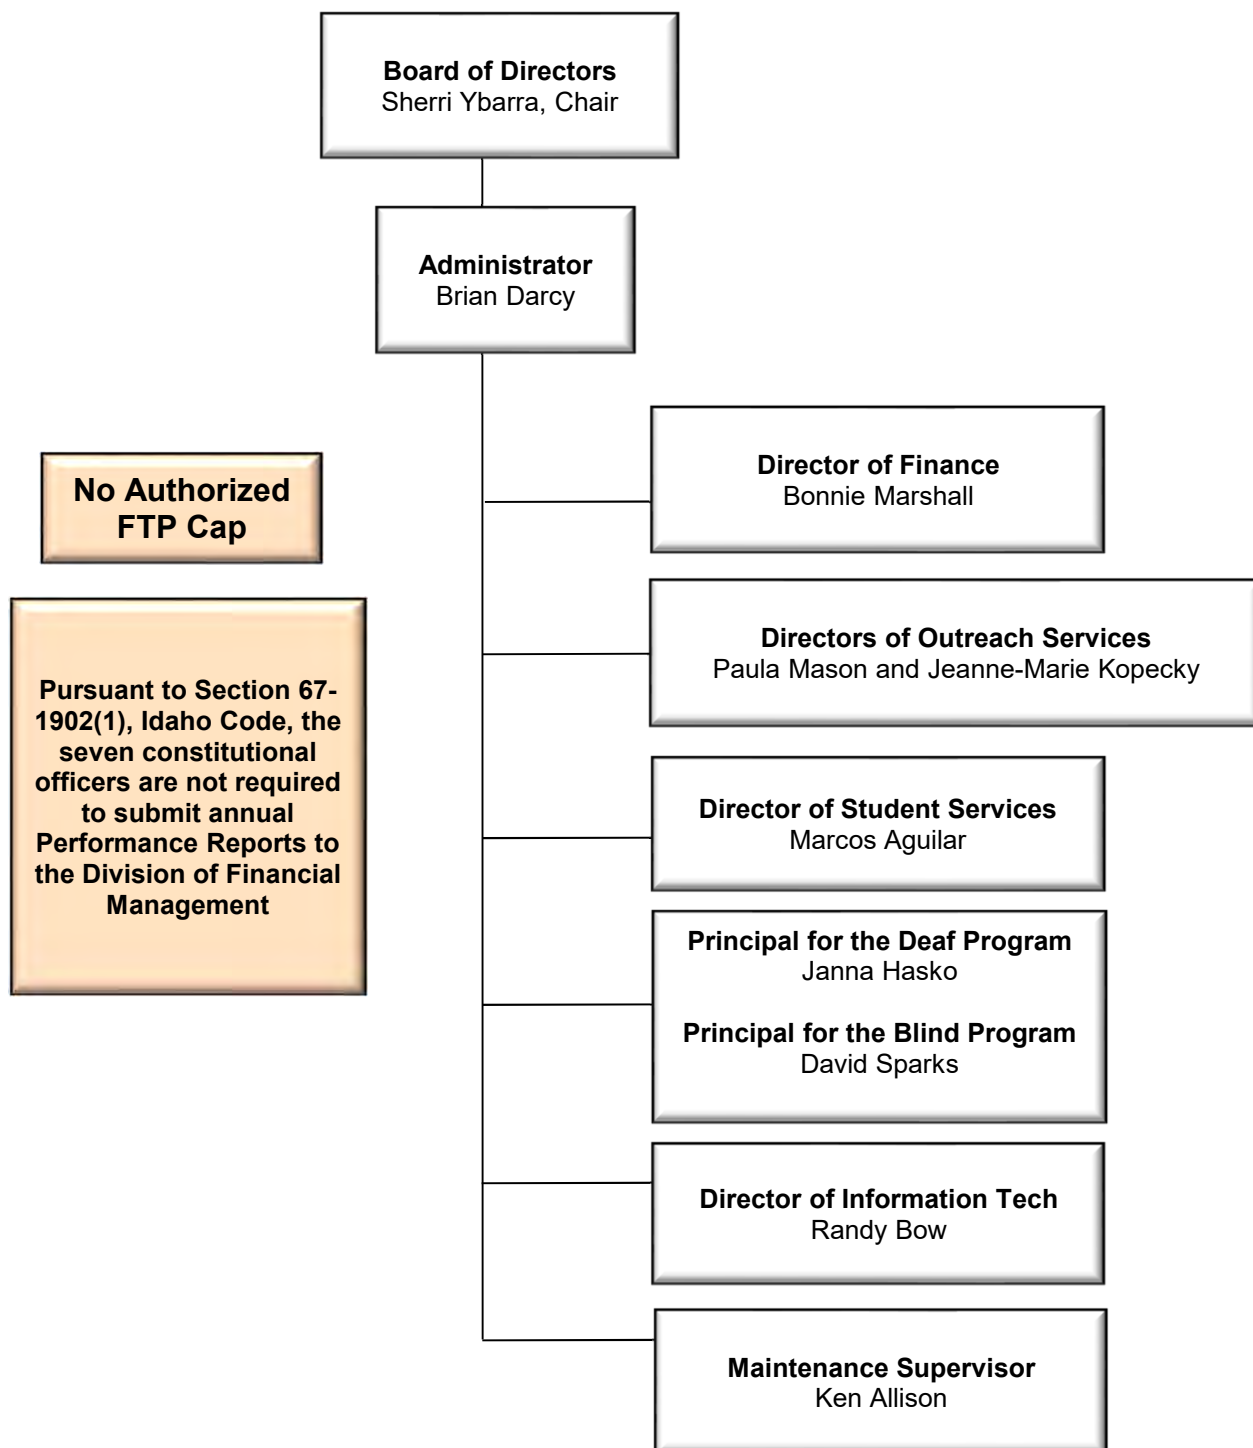 Board of Directors
Sherri Ybarra, Chair
Administrator
Brian Darcy
Director of Finance
Bonnie Marshall
No Authorized
FTP Cap
Directors of Outreach Services
Paula Mason and Jeanne-Marie Kopecky
Pursuant to Section 67-
1902(1), Idaho Code, the
seven constitutional
officers are not required
to submit annual
Performance Reports to
the Division of Financial
Management
Director of Student Services
Marcos Aguilar
Principal for the Deaf Program
Janna Hasko
Principal for the Blind Program
David Sparks
Director of Information Tech
Randy Bow
Maintenance Supervisor
Ken Allison